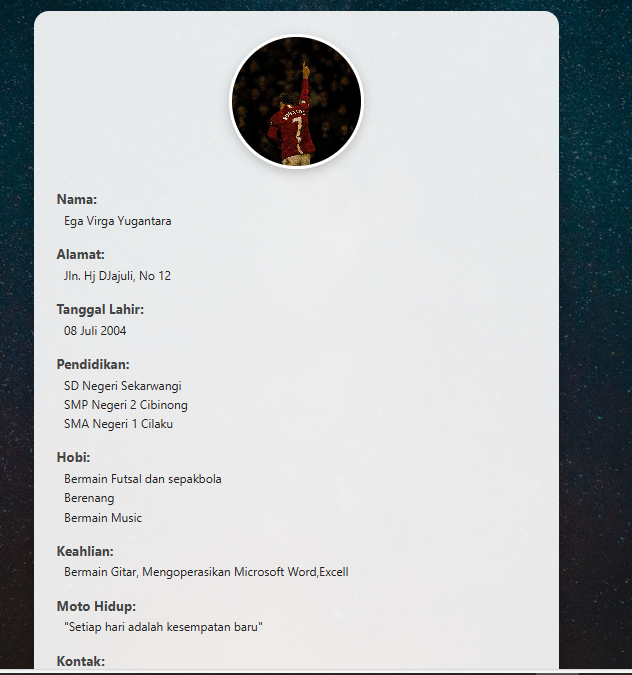 RONALDO
7
Nama:
Ega Virga Yugantara
Alamat:
Jln. Hj DJajuli, No 12
Tanggal Lahir:
08 Juli 2004
Pendidikan:
SD Negeri Sekarwangi
SMP Negeri 2 Cibinong
SMA Negeri 1 Cilaku
Hobi:
Bermain Futsal dan sepakbola
Berenang
Bermain Music
Keahlian:
Bermain Gitar, Mengoperasikan Microsoft Word,Excell
Moto Hidup:
"Setiap hari adalah kesempatan baru"
Kontak: